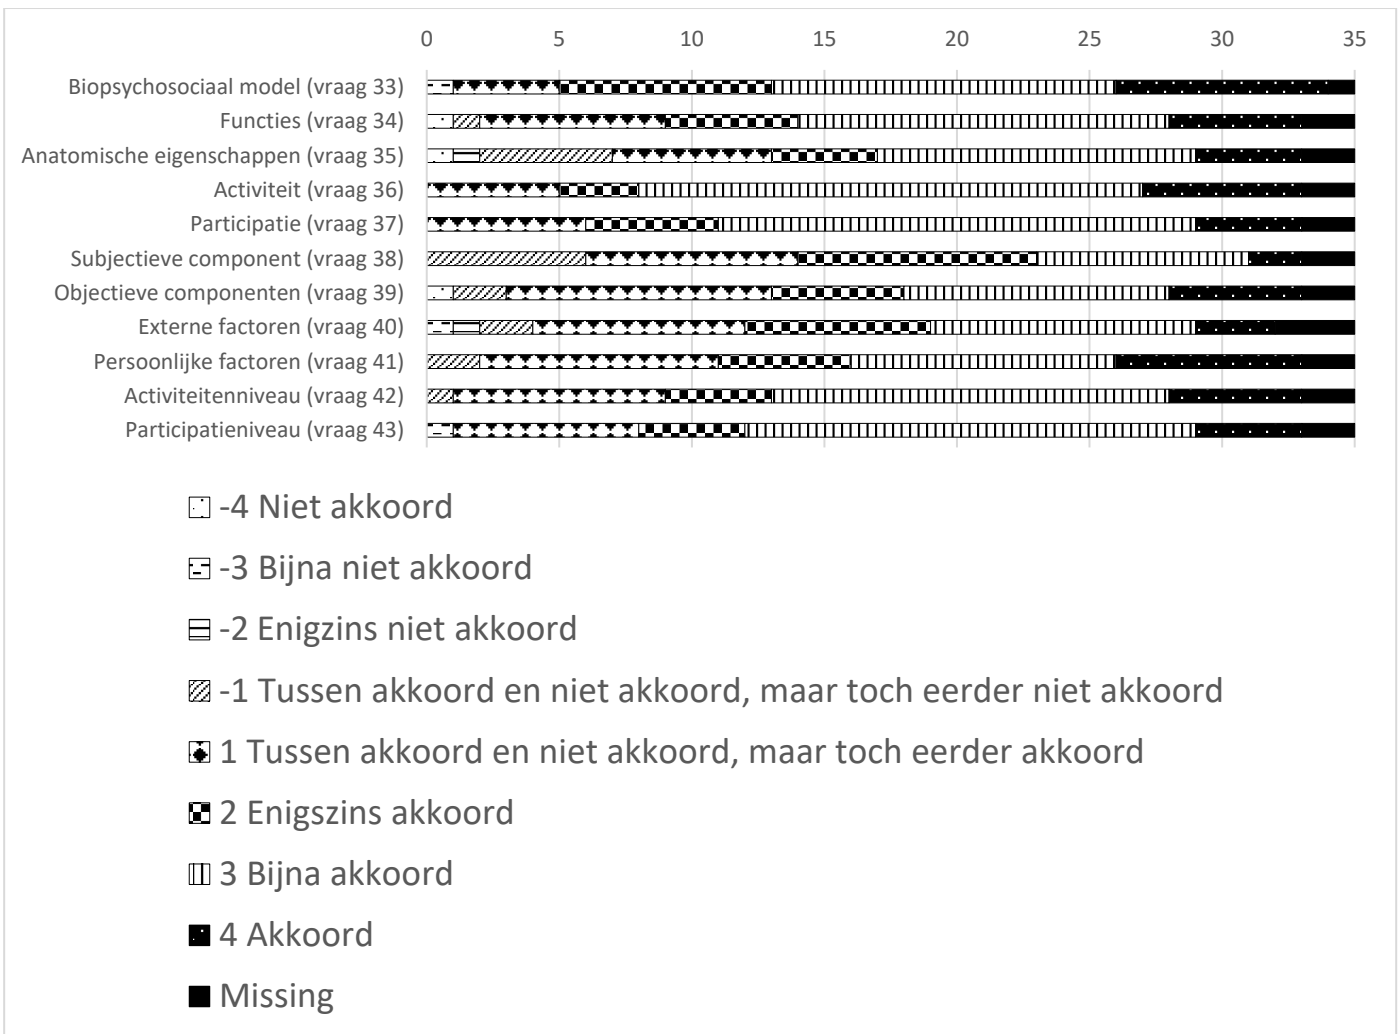 0 5 10 15 20 25 30 35
Biopsychosociaal model (vraag 33)
Functies (vraag 34)
Anatomische eigenschappen (vraag 35)
Activiteit (vraag 36)
Participatie (vraag 37)
Subjectieve component (vraag 38)
Objectieve componenten (vraag 39)
Externe factoren (vraag 40)
Persoonlijke factoren (vraag 41)
Activiteitenniveau (vraag 42)
Participatieniveau (vraag 43)
-4 Niet akkoord
-3 Bijna niet akkoord
-2 Enigzins niet akkoord
-1 Tussen akkoord en niet akkoord, maar toch eerder niet akkoord
1 Tussen akkoord en niet akkoord, maar toch eerder akkoord
2 Enigszins akkoord
3 Bijna akkoord
4 Akkoord
Missing